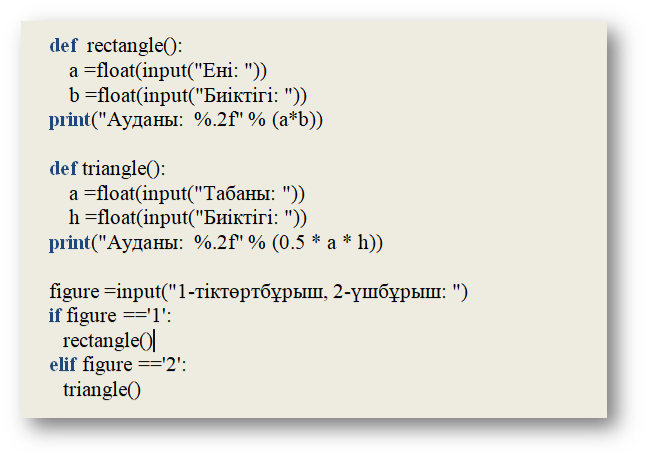 def  rectangle():
a =float(input("Ені: "))
b =float(input("Биіктігі: "))
print("Ауданы:  %.2f" % (a*b))
def triangle():
a =float(input("Табаны: "))
h =float(input("Биіктігі: "))
print("Ауданы:  %.2f" % (0.5 * a * h))
figure =input("1-тіктөртбұрыш, 2-үшбұрыш: ")
if figure =='1':
rectangle()
elif figure =='2':
triangle()